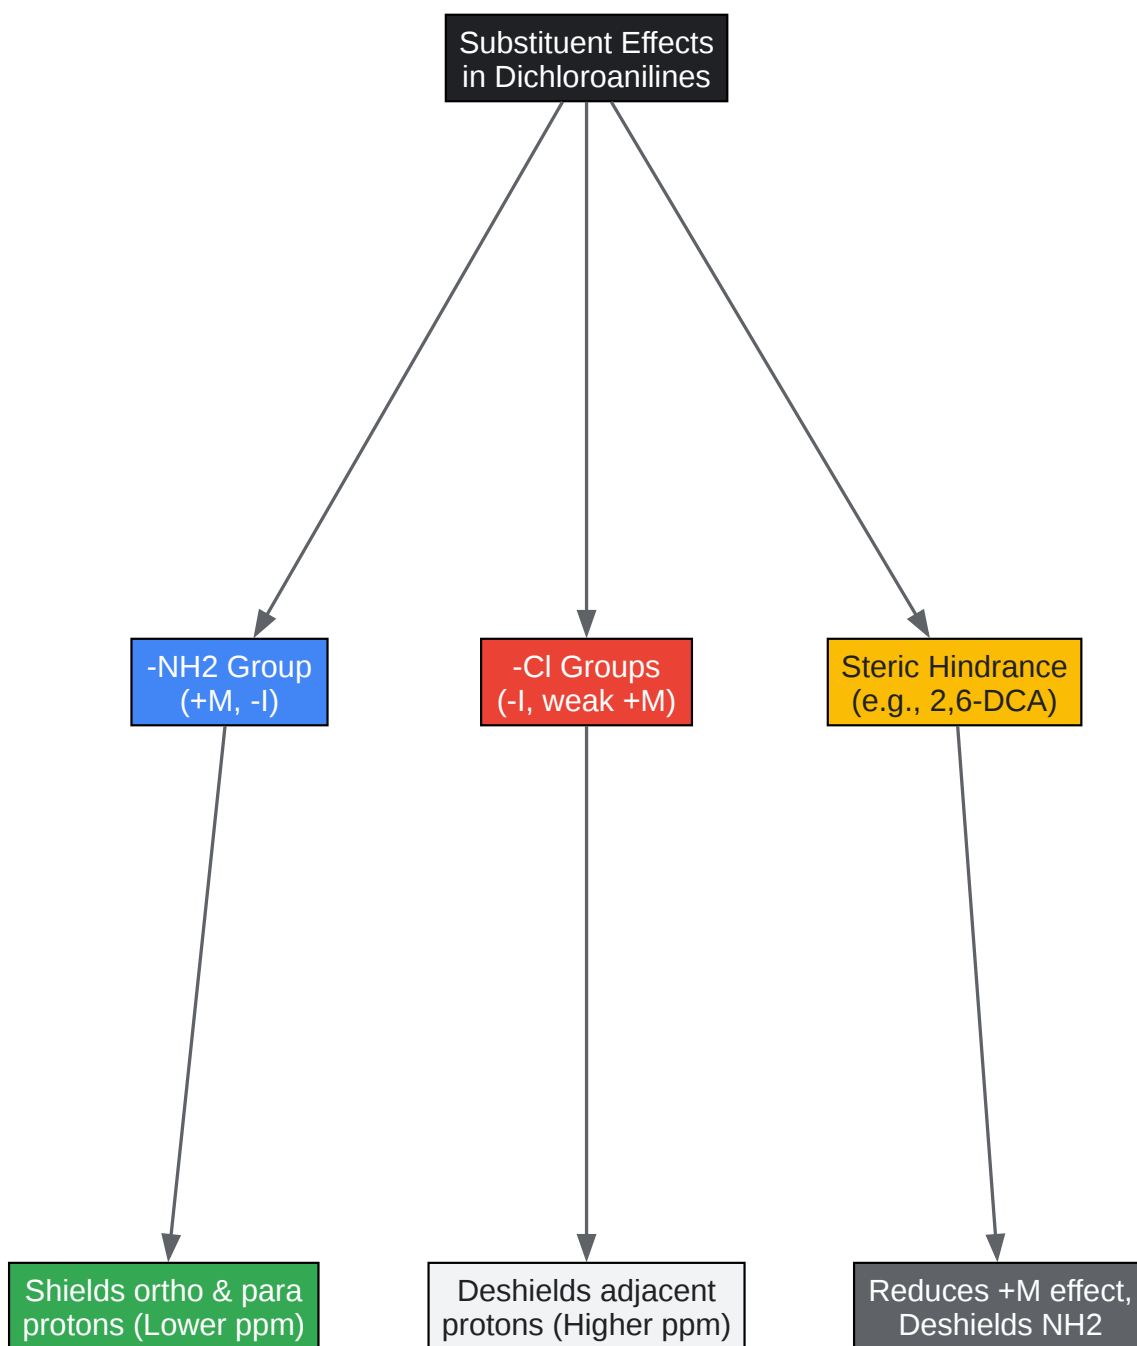 Substituent Effects
in Dichloroanilines
-NH2 Group
(+M, -I)
-Cl Groups
(-I, weak +M)
Steric Hindrance
(e.g., 2,6-DCA)
Shields ortho & para
protons (Lower ppm)
Deshields adjacent
protons (Higher ppm)
Reduces +M effect,
Deshields NH2